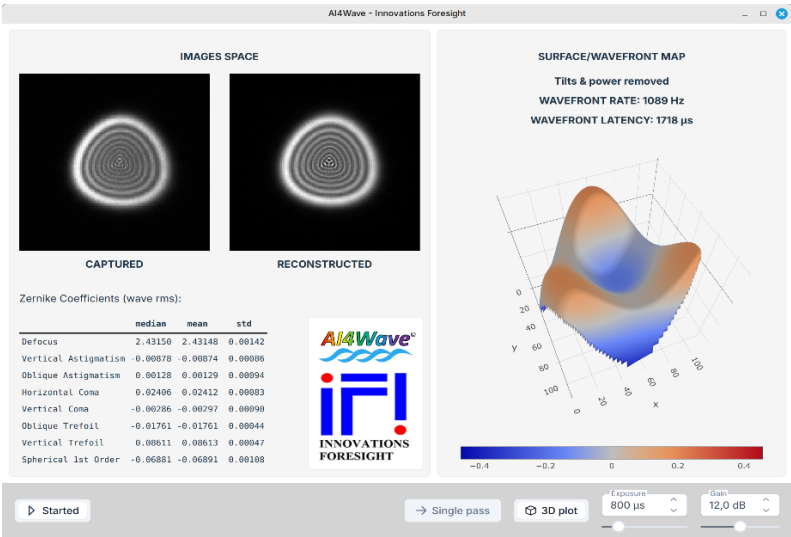 AI4Wave - Innovations Foresight
IMAGES SPACE
CAPTURED
RECONSTRUCTED
Zernike Coefficients (wave rms):
median mean std
Defocus 2.43150 2.43148 0.00142
Vertical Astigmatism -0.00878 -0.00874 0.00086
Oblique Astigmatism 0.00128 0.00129 0.00094
Horizontal Coma 0.02406 0.02412 0.00083
Vertical Coma -0.00286 -0.00297 0.00090
Oblique Trefoil -0.01761 -0.01761 0.00044
Vertical Trefoil 0.08611 0.08613 0.00047
Spherical 1st Order -0.06881 -0.06891 0.00108
AI4Wave©
iF!
INNOVATIONS
FORESIGHT
SURFACE/WAVEFRONT MAP
Tilts & power removed
WAVEFRONT RATE: 1089 Hz
WAVEFRONT LATENCY: 1718 µs
0
20
40
60
80
100
y
0
20
40
60
80
100
x
−0.4 −0.2 0 0.2 0.4
Started
Single pass
3D plot
Exposure
800 µs
Gain
12,0 dB